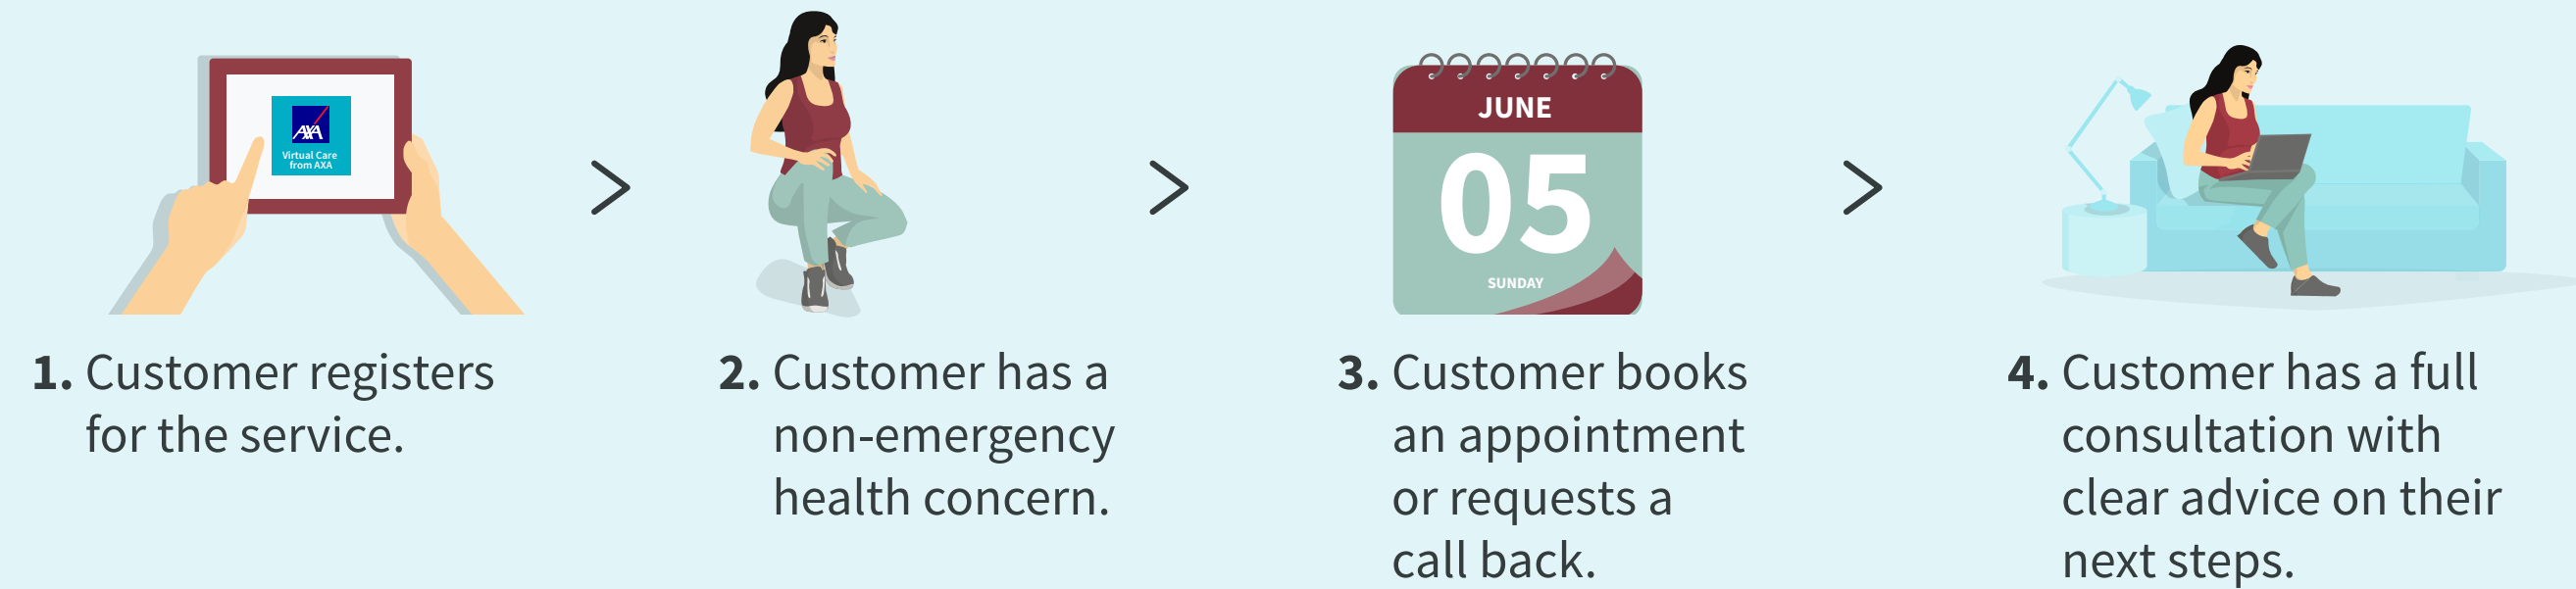 AXA
Virtual Care
from AXA
1. Customer registers
for the service.
2. Customer has a
non-emergency
health concern.
JUNE
05
SUNDAY
3. Customer books
an appointment
or requests a
call back.
4. Customer has a full
consultation with
clear advice on their
next steps.